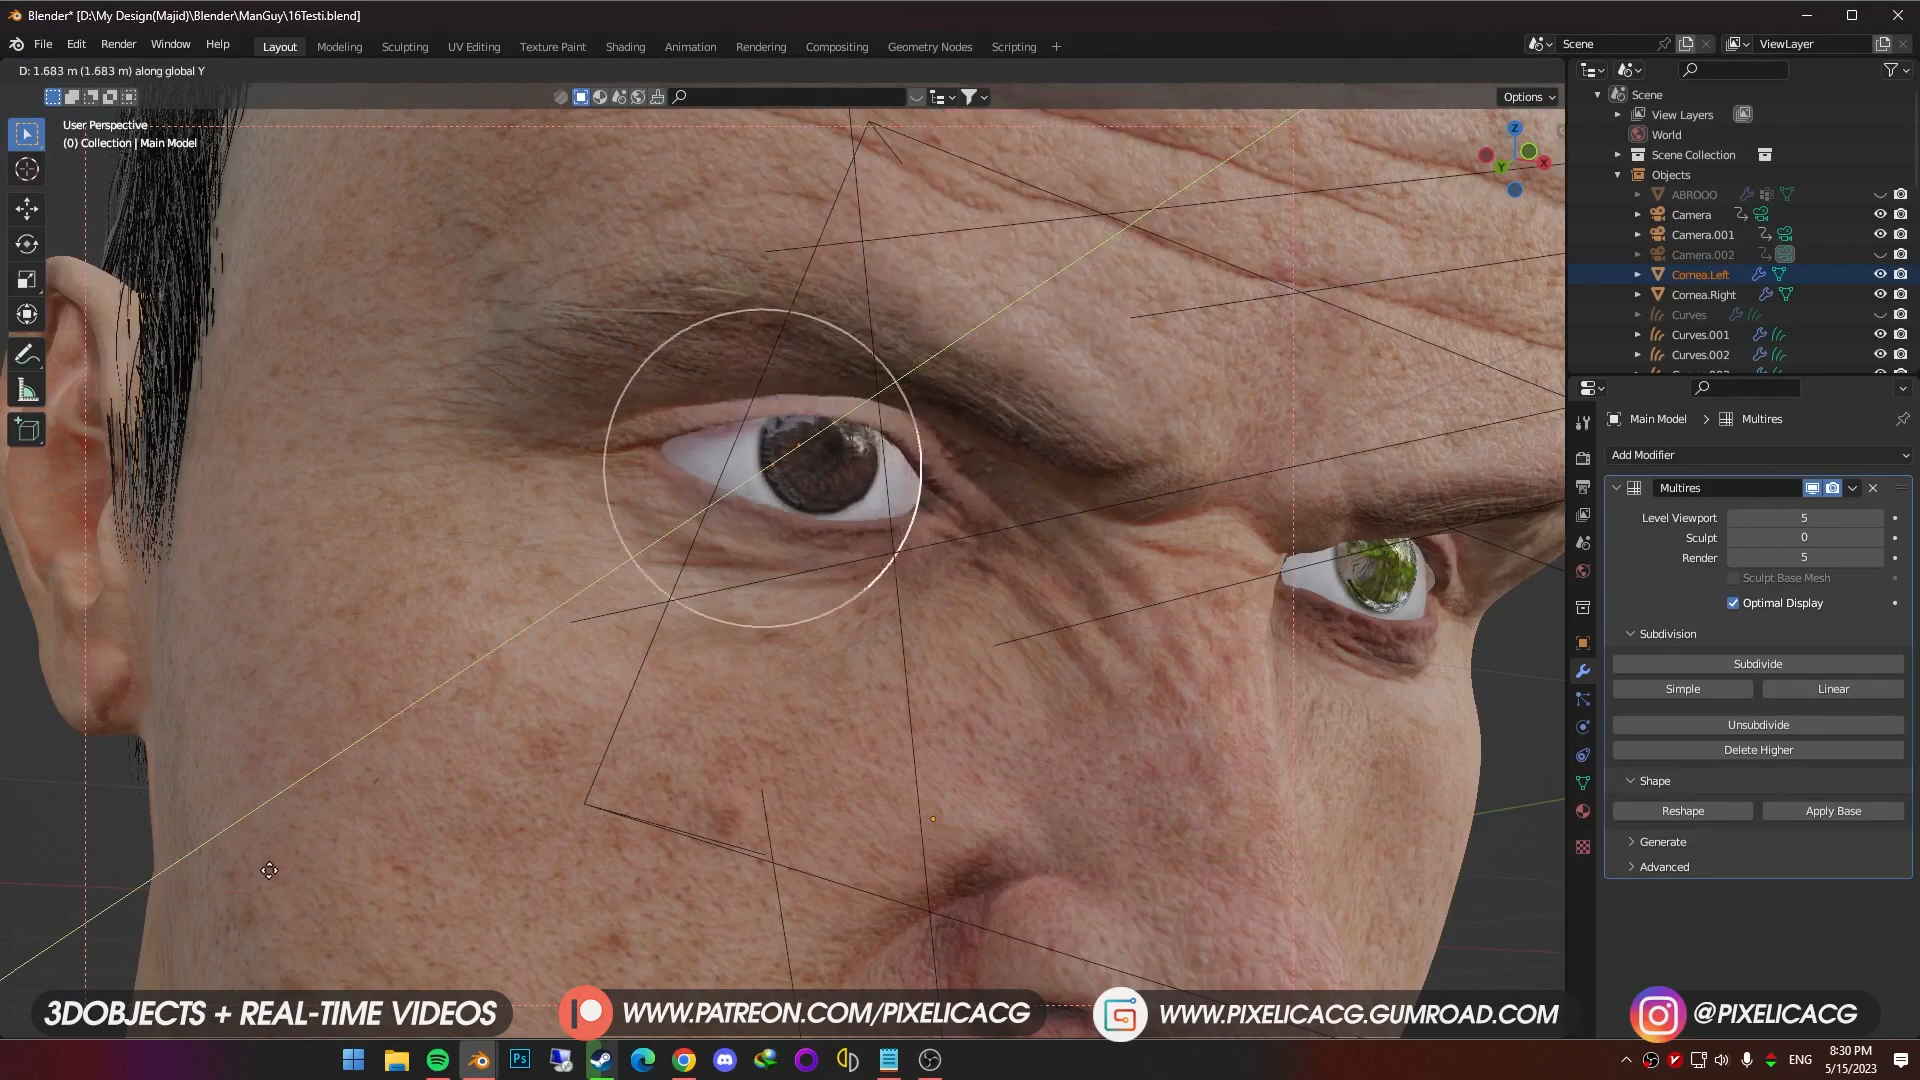 Blender* [D:\My Design(Majid)\Blender\ManGuy\16Testi.blend]
File Edit Render Window Help Layout Modeling Sculpting UV Editing Texture Paint Shading Animation Rendering Compositing Geometry Nodes Scripting + Scene ViewLayer
D: 1.683 m (1.683 m) along global Y
Options
User Perspective
(0) Collection | Main Model
Z
Y
X
Scene
View Layers
World
Scene Collection
Objects
ABROOO
Camera
Camera.001
Camera.002
Cornea.Left
Cornea.Right
Curves
Curves.001
Curves.002
Main Model > Multires
Add Modifier
Multires
Level Viewport 5
Sculpt 0
Render 5
Sculpt Base Mesh
Optimal Display
Subdivision
Subdivide
Simple Linear
Unsubdivide
Delete Higher
Shape
Reshape Apply Base
Generate
Advanced
3DOBJECTS + REAL-TIME VIDEOS WWW.PATREON.COM/PIXELICACG WWW.PIXELICACG.GUMROAD.COM @PIXELICACG
Ps
ENG
8:30 PM
5/15/2023